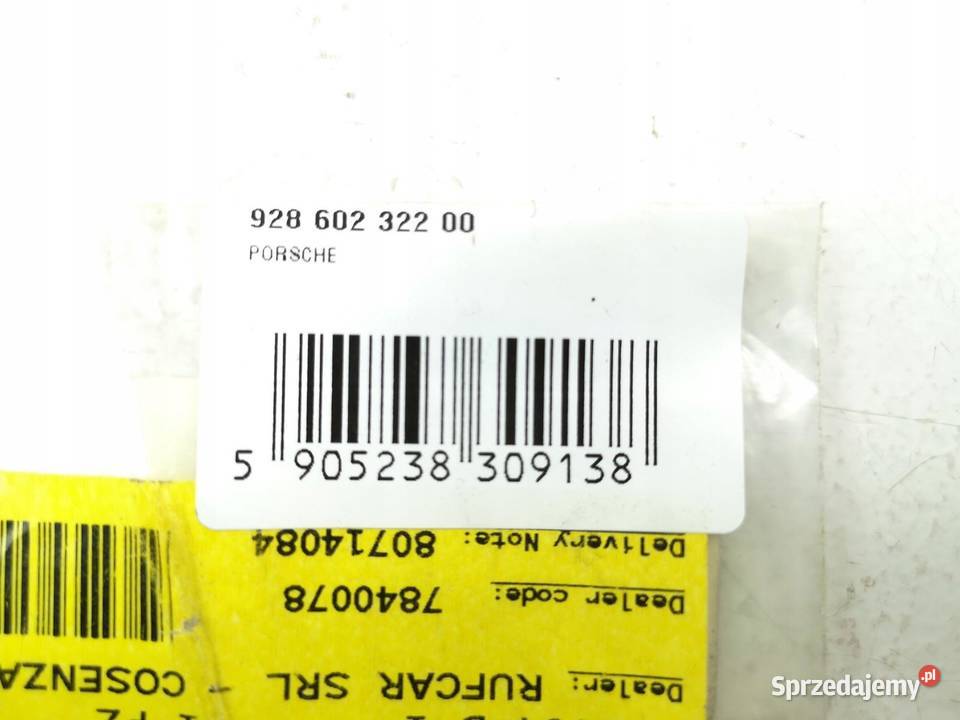 928 602 322 00
PORSCHE
5 905238 309138
Delivery Note: 80714084
Dealer code: 7840078
Dealer: RUFCAR SRL - COSENZA
Sprzedajemy.pl